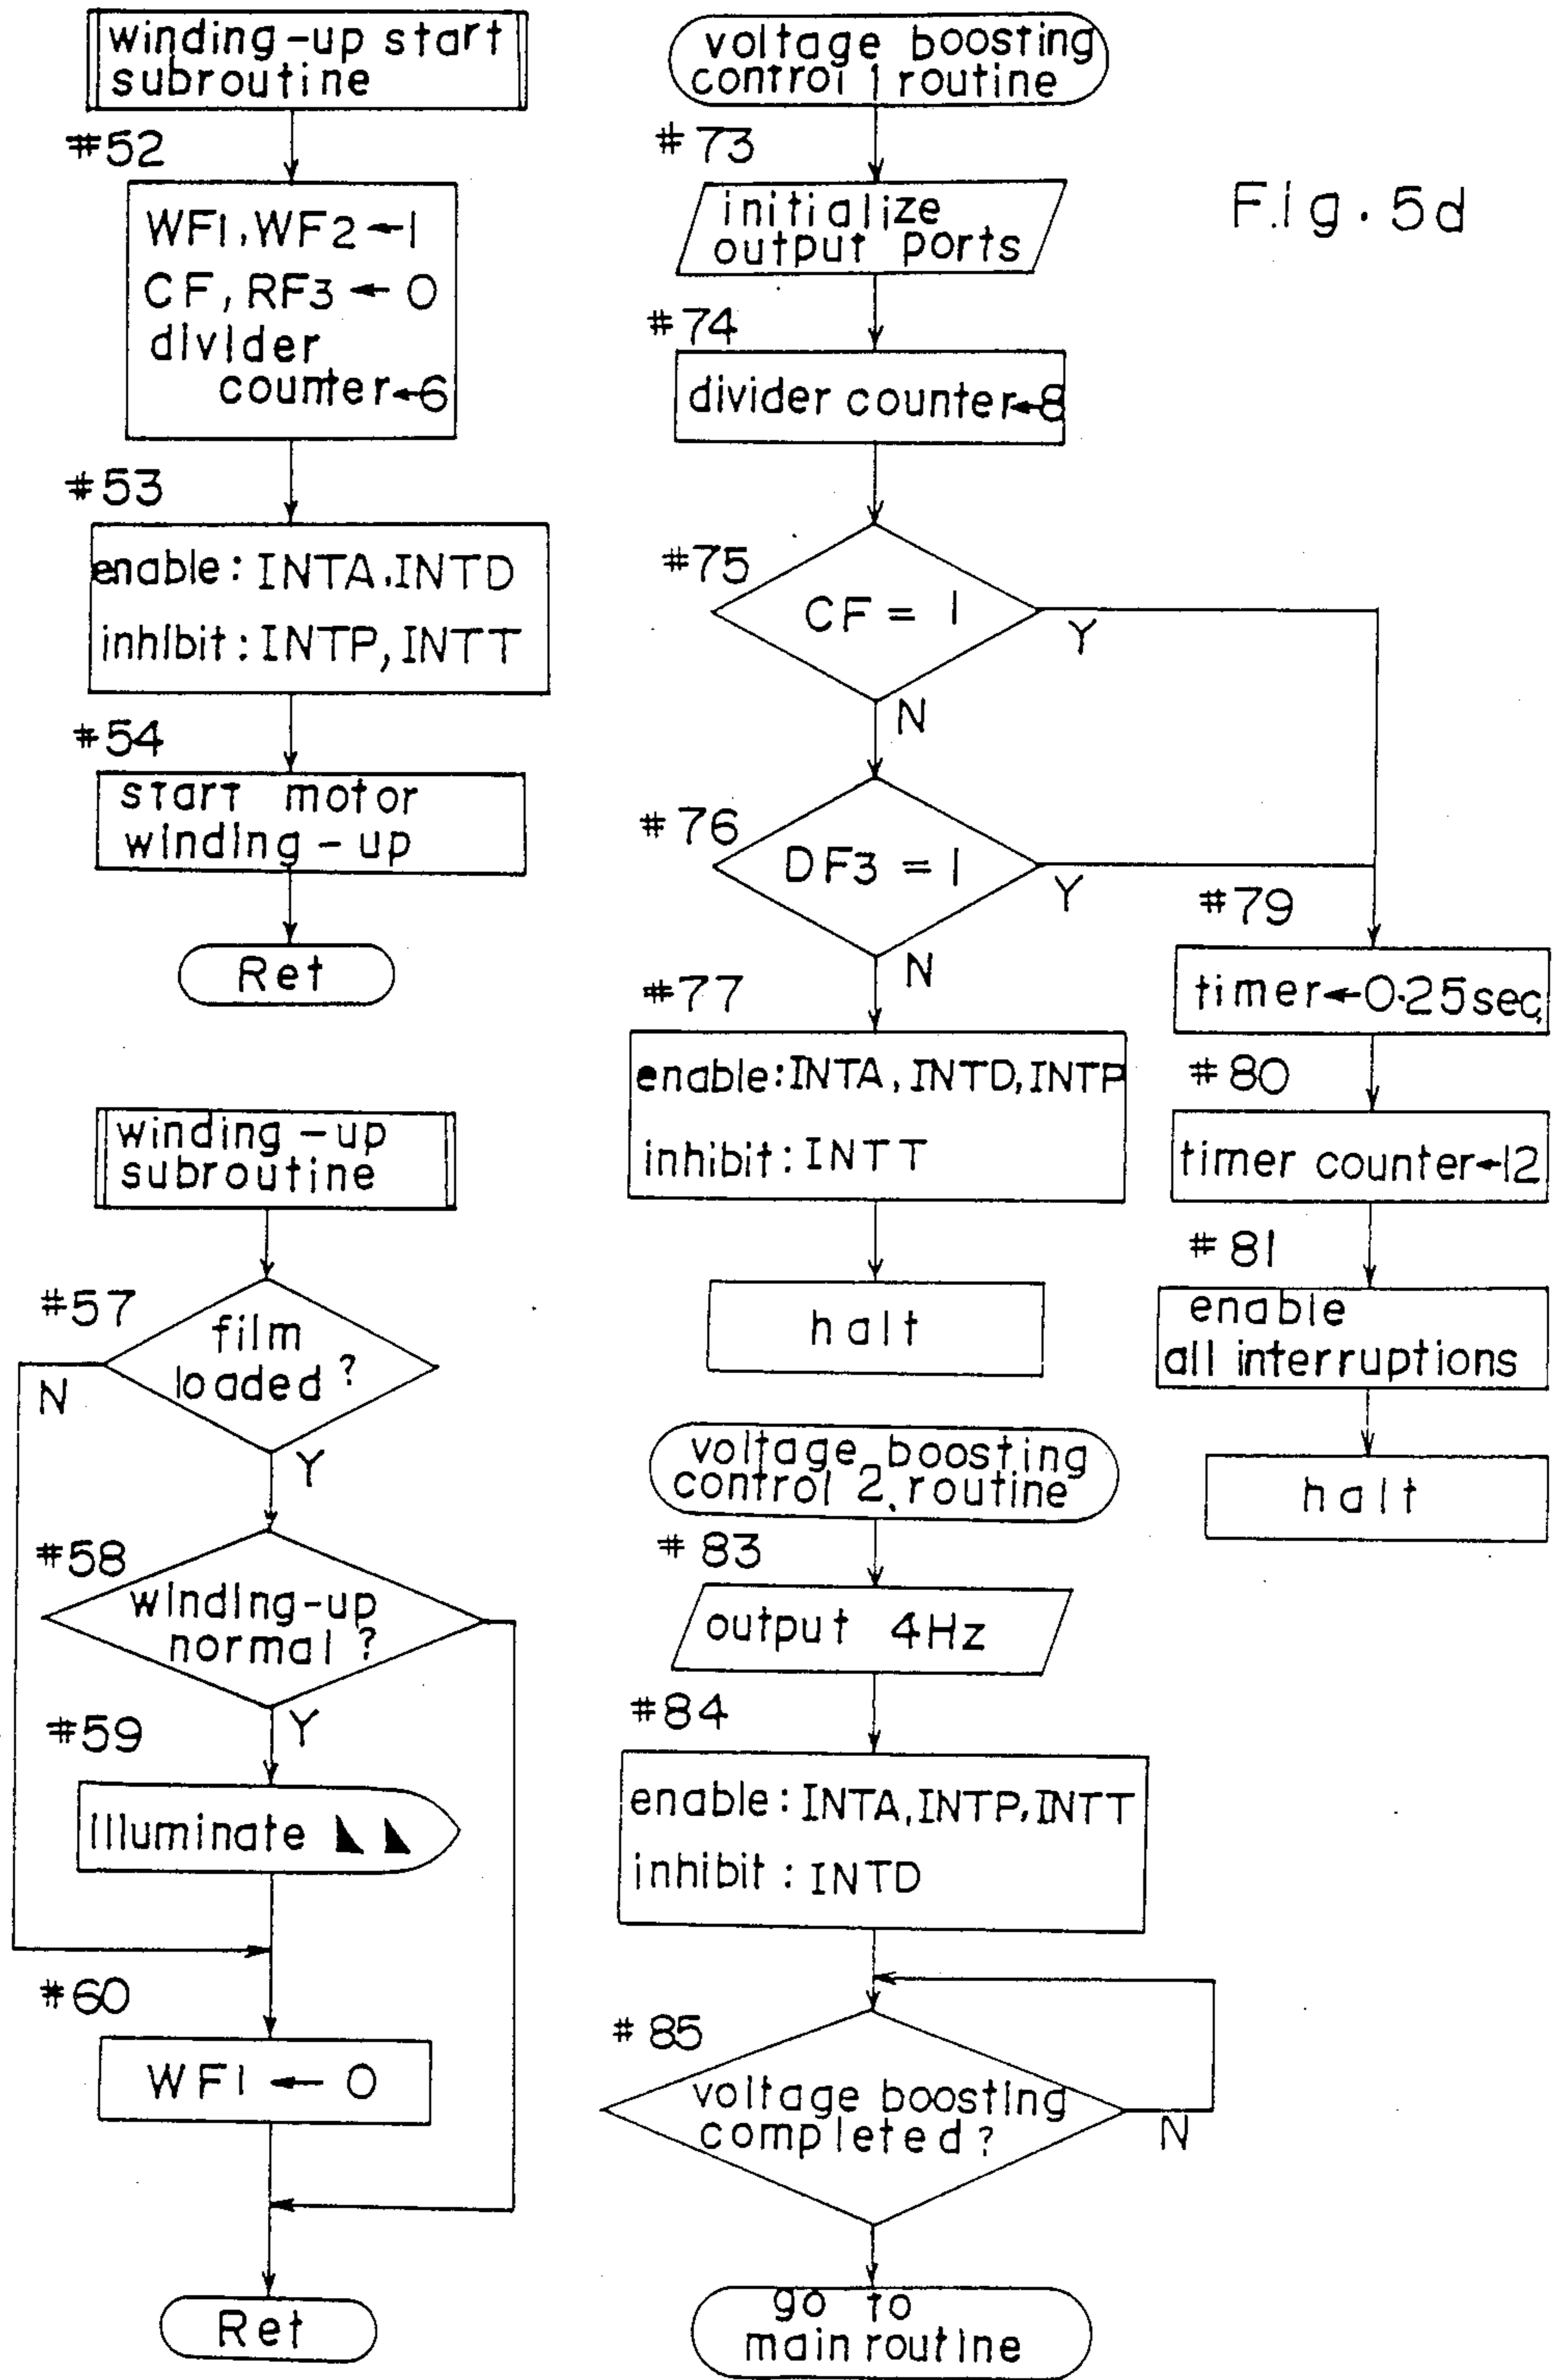 winding-up start
subroutine
#52
WF1, WF2 ← 1
CF, RF3 ← 0
divider
counter ← 6
#53
enable: INTA, INTD
inhibit: INTP, INTT
#54
start motor
winding-up
Ret
winding-up
subroutine
#57
film
loaded?
N
Y
#58
winding-up
normal?
#59
Y
illuminate
#60
WF1 ← 0
Ret
voltage boosting
control 1 routine
#73
initialize
output ports
#74
divider counter ← 8
#75
CF = 1
Y
N
#76
DF3 = 1
Y
N
#77
enable: INTA, INTD, INTP
inhibit: INTT
halt
#79
timer ← 0.25sec.
#80
timer counter ← 12
#81
enable
all interruptions
halt
voltage boosting
control 2 routine
#83
output 4Hz
#84
enable: INTA, INTP, INTT
inhibit: INTD
#85
voltage boosting
completed?
N
go to
main routine
Fig. 5d